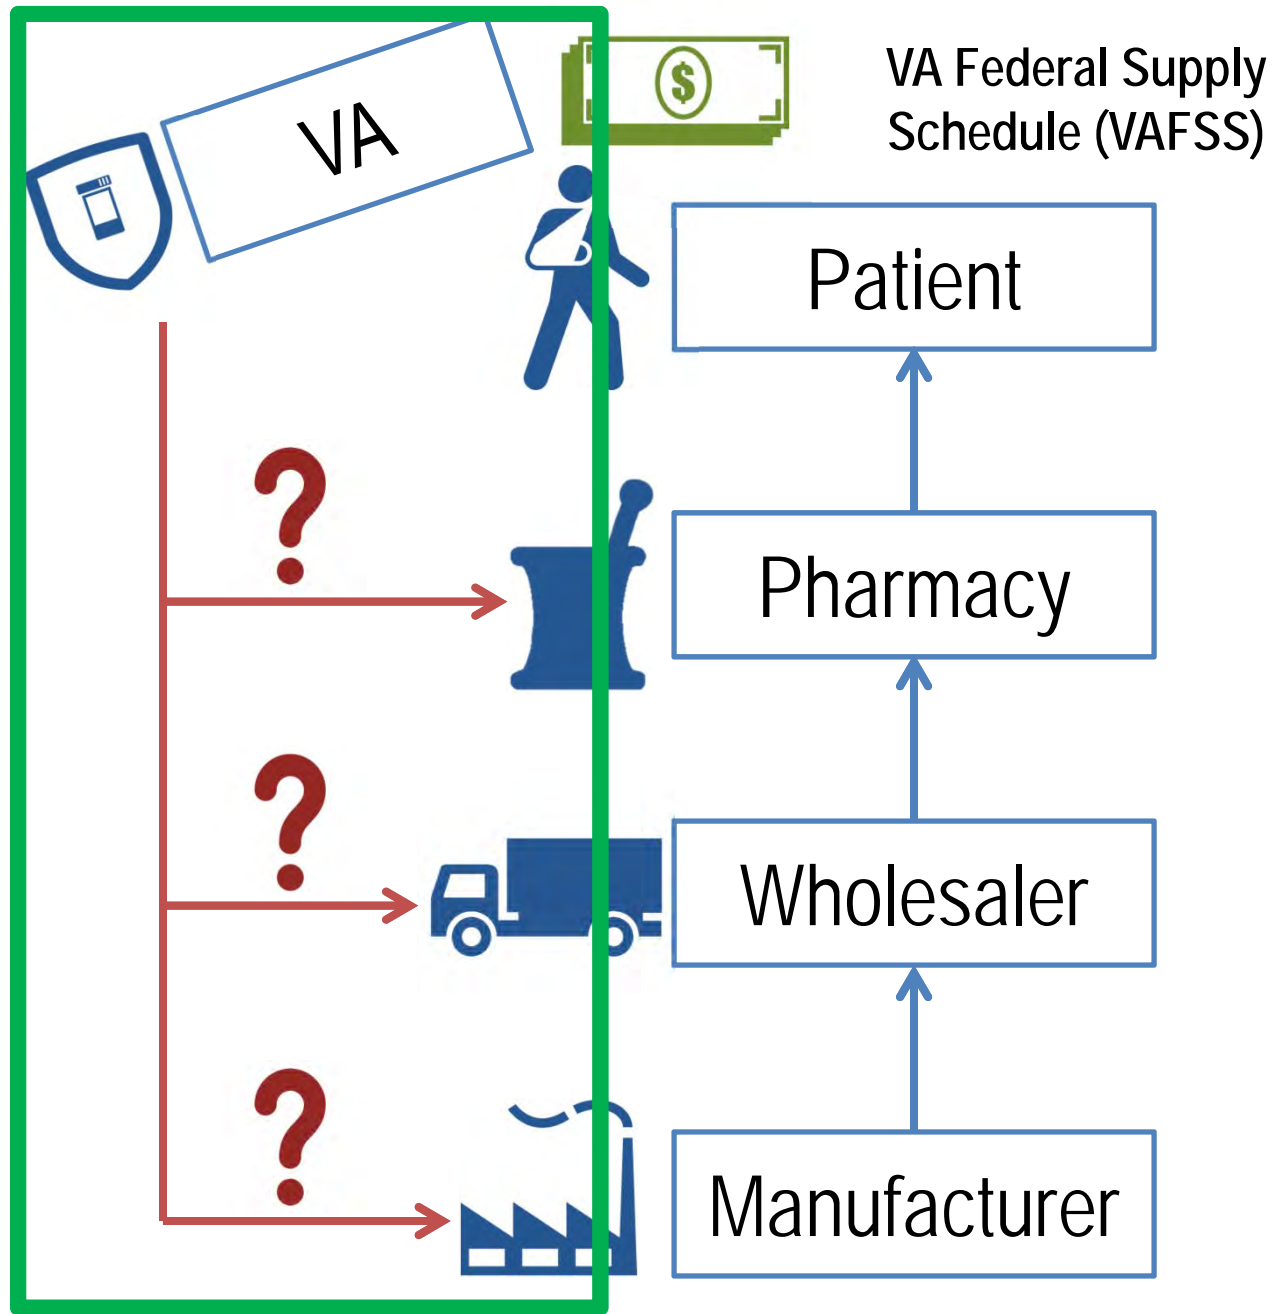 VA
VA Federal Supply
Schedule (VAFSS)
$
Patient
?
Pharmacy
?
Wholesaler
?
Manufacturer